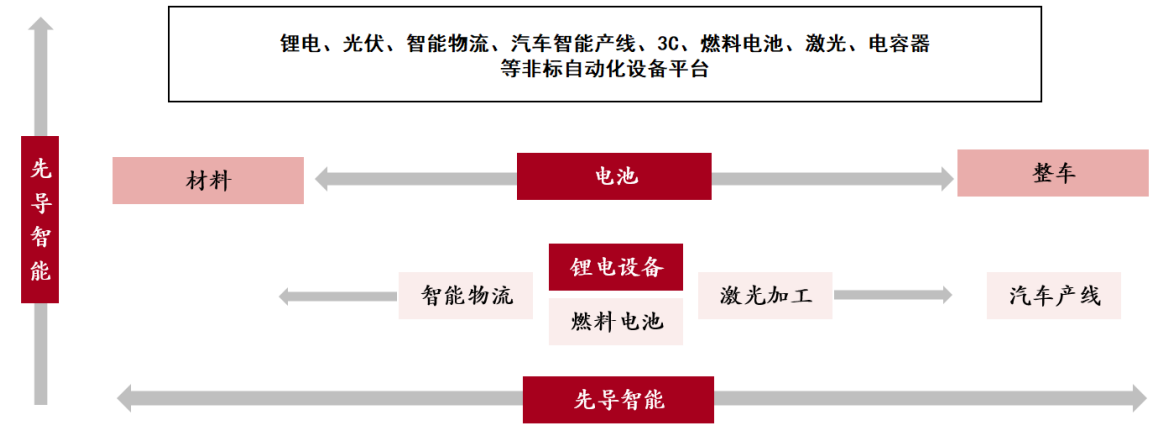 锂电、光伏、智能物流、汽车智能产线、3C、燃料电池、激光、电容器
等非标自动化设备平台
先导智能
材料
电池
整车
锂电设备
智能物流
激光加工
汽车产线
燃料电池
先导智能